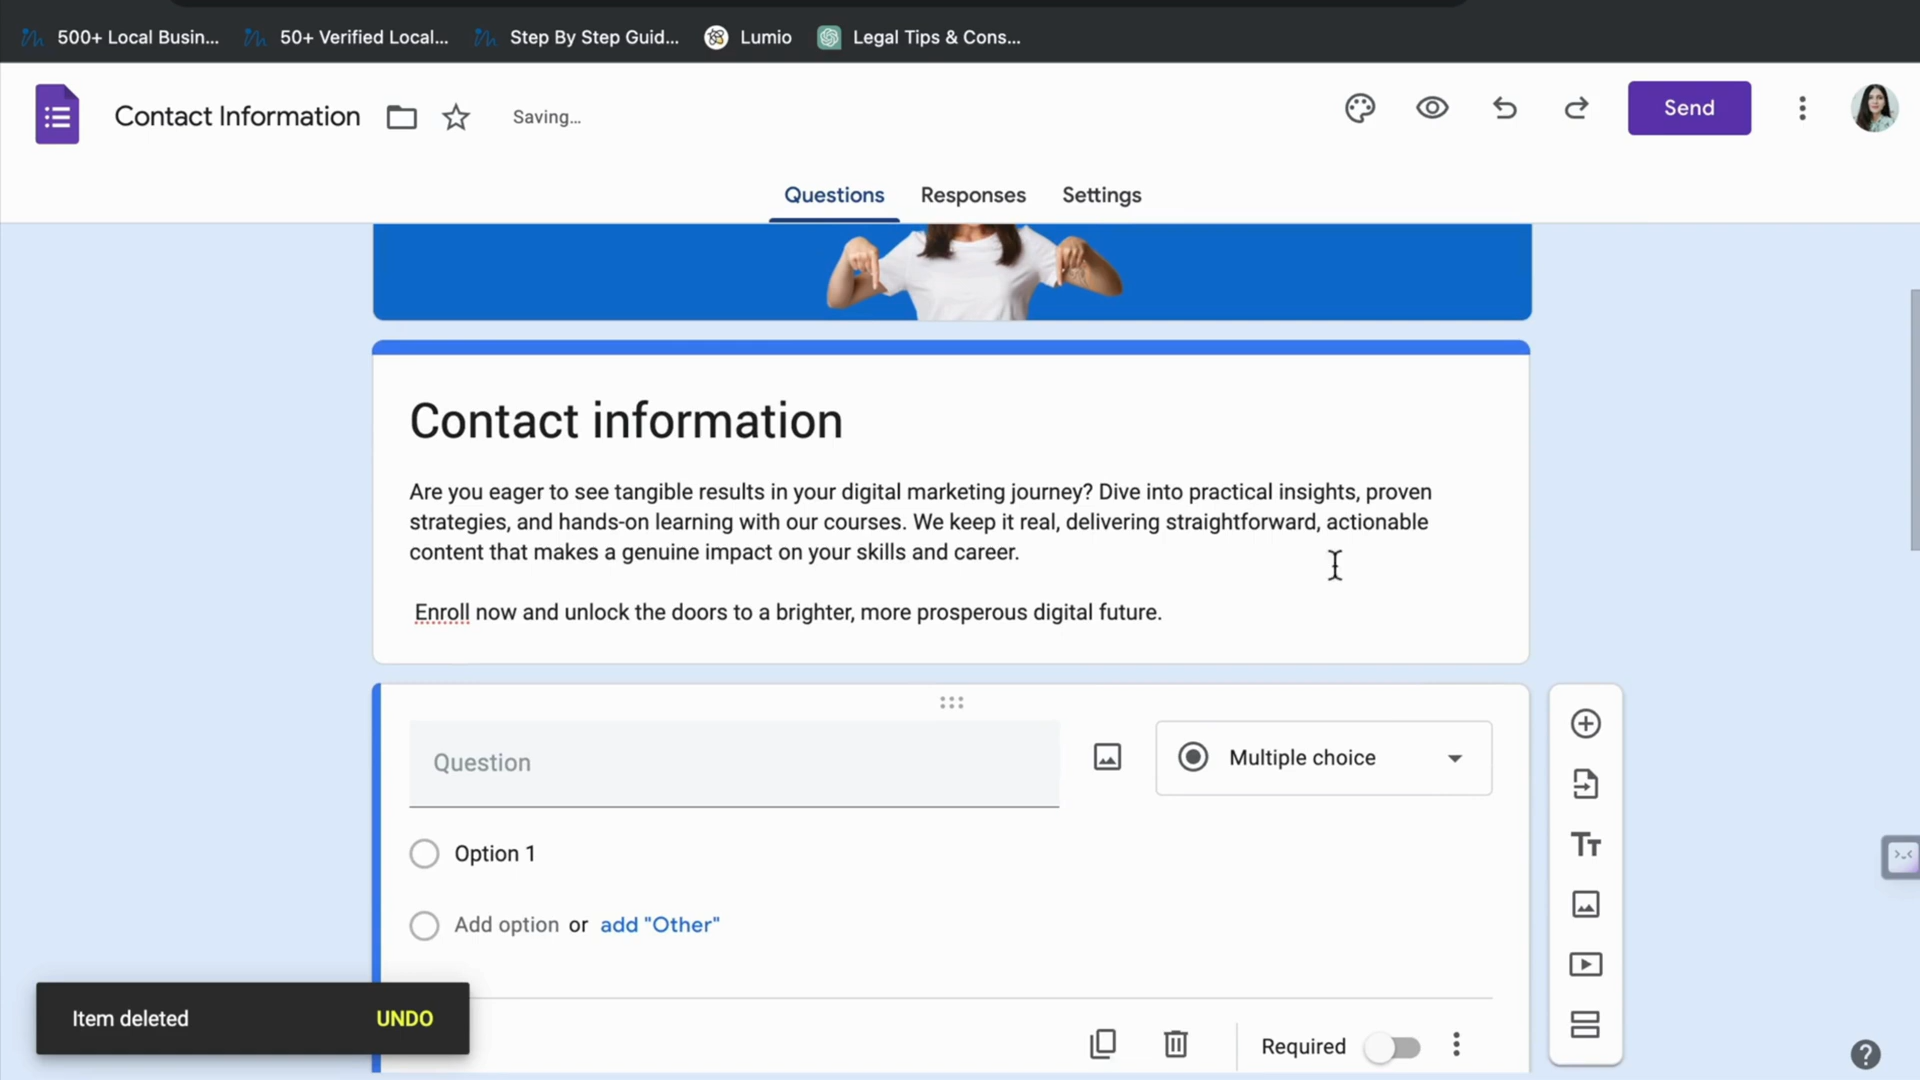 500+ Local Busin...
50+ Verified Local...
Step By Step Guid...
Lumio
Legal Tips & Cons...
Contact Information
Saving...
Send
Questions
Responses
Settings
Contact information
Are you eager to see tangible results in your digital marketing journey? Dive into practical insights, proven
strategies, and hands-on learning with our courses. We keep it real, delivering straightforward, actionable
content that makes a genuine impact on your skills and career.
Enroll now and unlock the doors to a brighter, more prosperous digital future.
Question
Multiple choice
Option 1
Add option or add "Other"
Item deleted
UNDO
Required